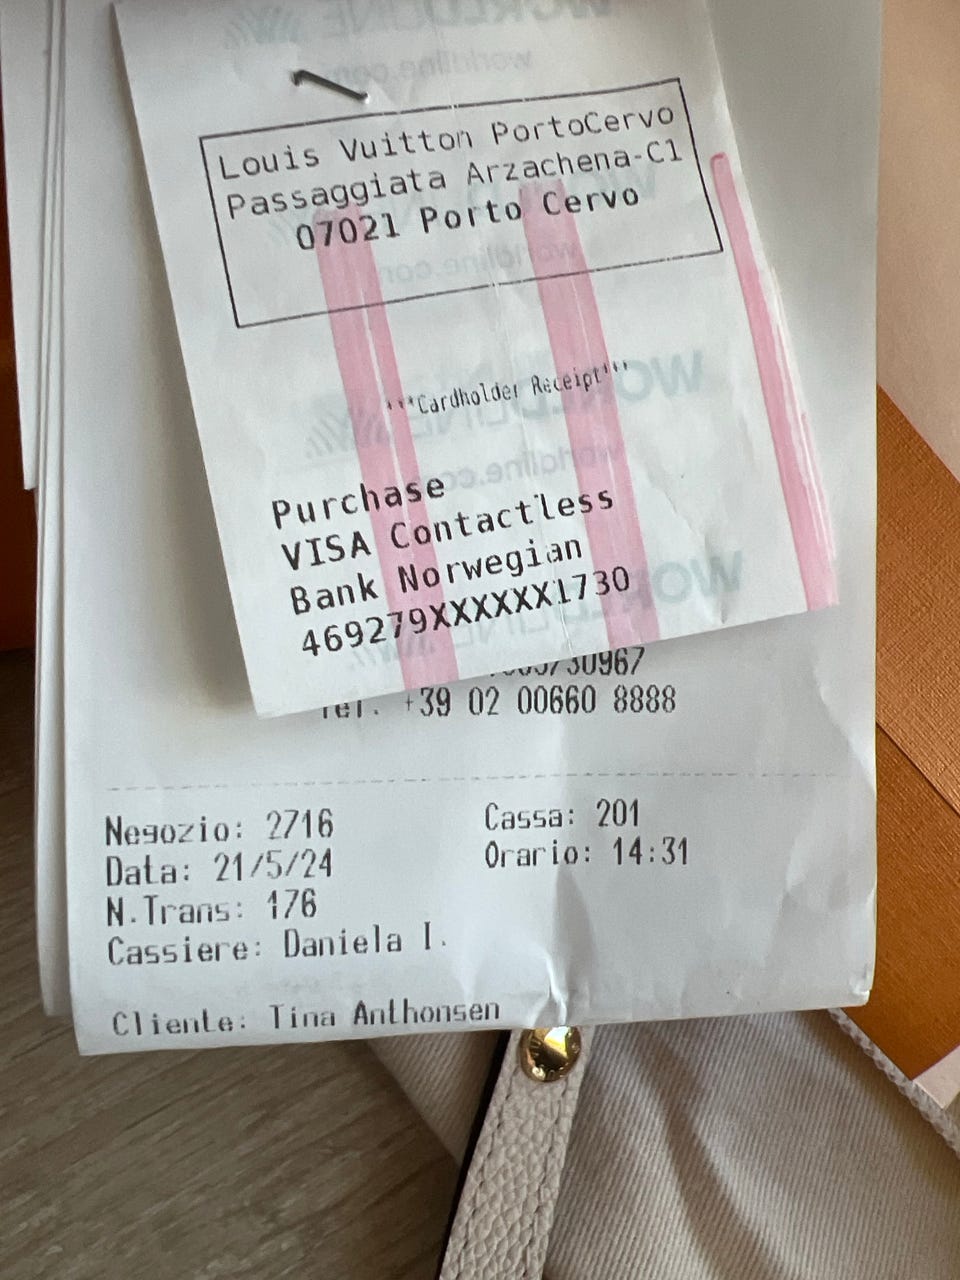 Louis Vuitton PortoCervo
Passaggiata Arzachena-C1
07021 Porto Cervo
***Cardholder Receipt***
Purchase
VISA Contactless
Bank Norwegian
469279XXXXXX1730
Tel. +39 02 00660 8888
Negozio: 2716
Cassa: 201
Data: 21/5/24
Orario: 14:31
N.Trans: 176
Cassiere: Daniela I.
Cliente: Tina Anthonsen